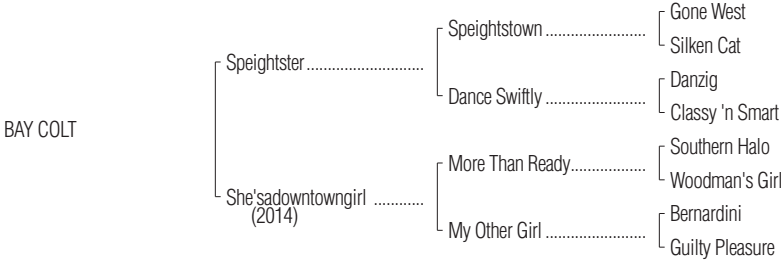 Gone West
Speightstown ........................
Silken Cat
Speightster ............................
Danzig
Dance Swiftly ........................
Classy 'n Smart
BAY COLT
Southern Halo
More Than Ready..................
Woodman's Girl
She'sadowntowngirl ............
(2014)
Bernardini
My Other Girl ........................
Guilty Pleasure